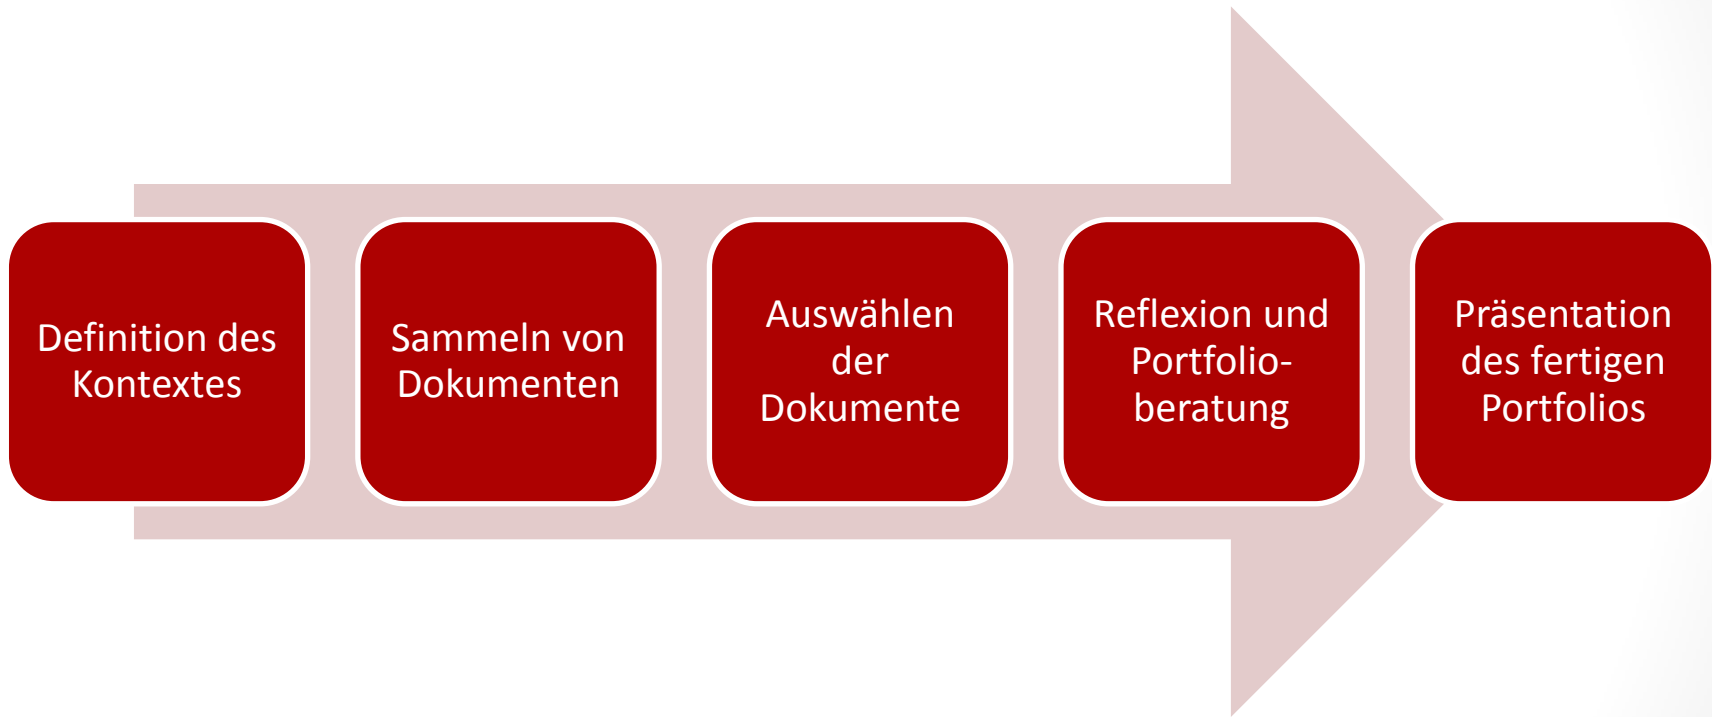 Definition des
Kontextes
Sammeln von
Dokumenten
Auswählen
der
Dokumente
Reflexion und
Portfolio-
beratung
Präsentation
des fertigen
Portfolios